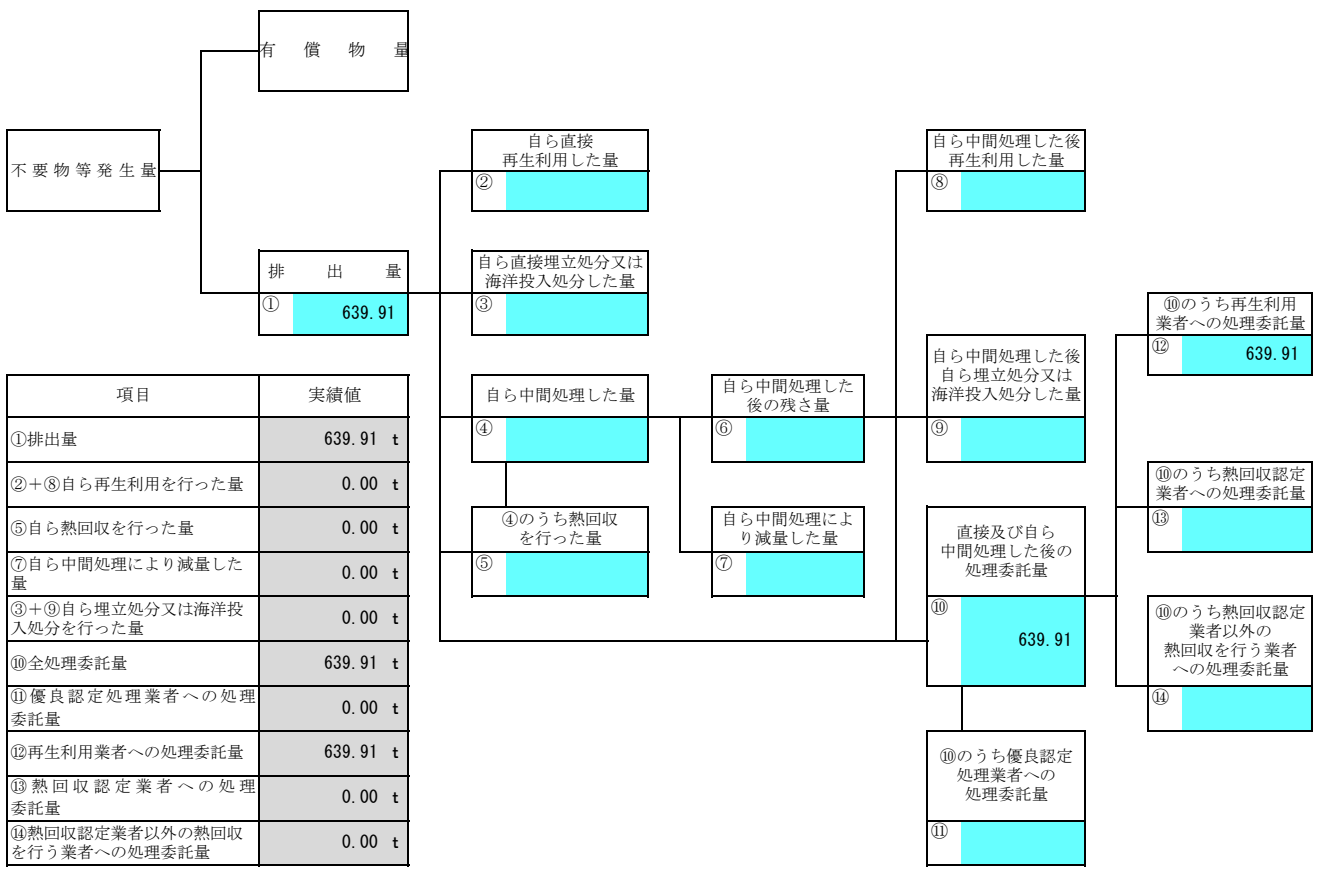 有償物量
不要物等発生量
排出量
① 639.91
自ら直接
再生利用した量
②
自ら直接埋立処分又は
海洋投入処分した量
③
自ら中間処理した量
④
④のうち熱回収
を行った量
⑤
自ら中間処理した
後の残さ量
⑥
自ら中間処理によ
り減量した量
⑦
自ら中間処理した後
再生利用した量
⑧
自ら中間処理した後
自ら埋立処分又は
海洋投入処分した量
⑨
直接及び自ら
中間処理した後の
処理委託量
⑩
639.91
⑩のうち優良認定
処理業者への
処理委託量
⑪
⑩のうち再生利用
業者への処理委託量
⑫ 639.91
⑩のうち熱回収認定
業者への処理委託量
⑬
⑩のうち熱回収認定
業者以外の
熱回収を行う業者
への処理委託量
⑭
項目 実績値
①排出量 639.91 t
②+⑧自ら再生利用を行った量 0.00 t
⑤自ら熱回収を行った量 0.00 t
⑦自ら中間処理により減量した
量 0.00 t
③+⑨自ら埋立処分又は海洋投
入処分を行った量 0.00 t
⑩全処理委託量 639.91 t
⑪優良認定処理業者への処理
委託量 0.00 t
⑫再生利用業者への処理委託量 639.91 t
⑬熱回収認定業者への処理
委託量 0.00 t
⑭熱回収認定業者以外の熱回収
を行う業者への処理委託量 0.00 t